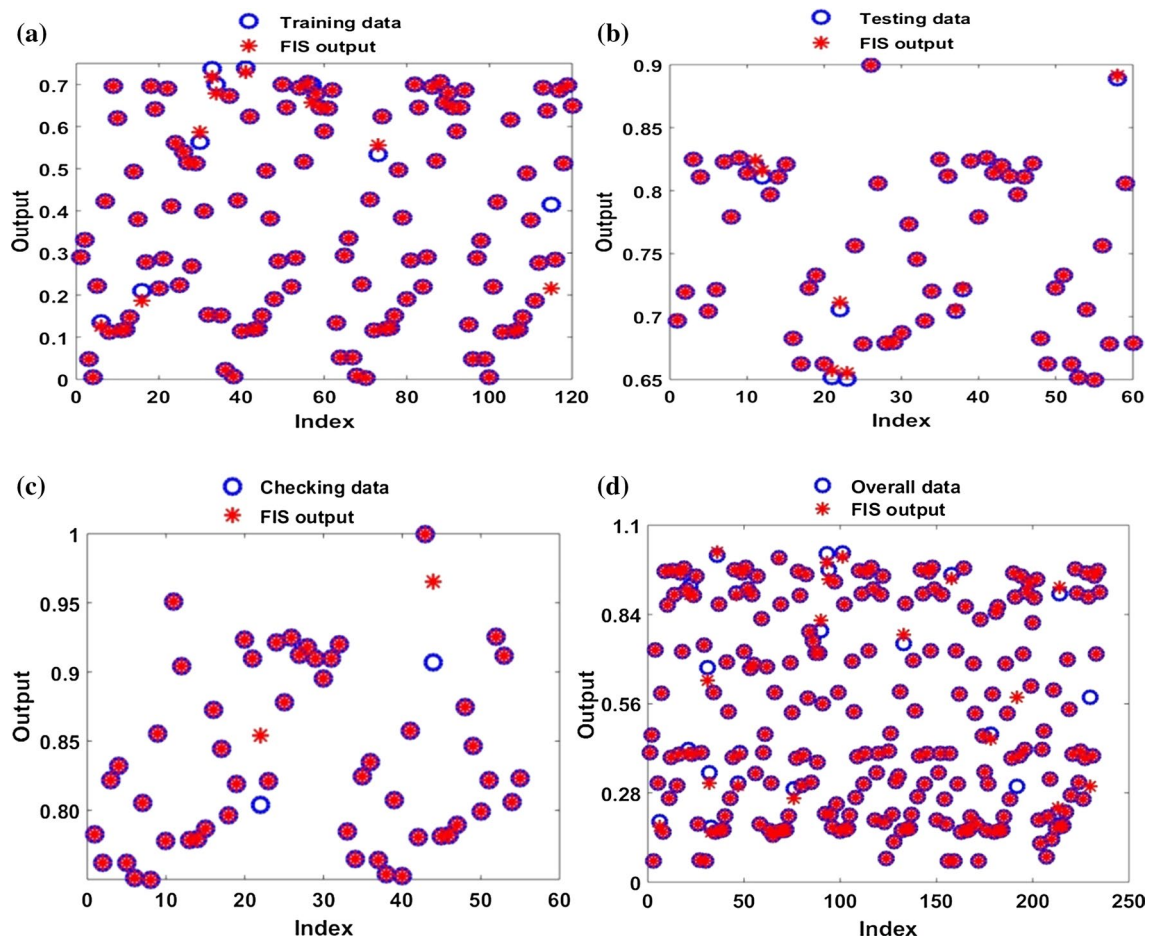 (a)
Training data
FIS output
Output
0.7
0.6
0.5
0.4
0.3
0.2
0.1
0
0 20 40 60 80 100 120
Index
(b)
Testing data
FIS output
Output
0.9
0.85
0.8
0.75
0.7
0.65
0 10 20 30 40 50 60
Index
(c)
Checking data
FIS output
Output
1
0.95
0.9
0.85
0.80
0 10 20 30 40 50 60
Index
(d)
Overall data
FIS output
Output
1.1
0.84
0.56
0.28
0
0 50 100 150 200 250
Index